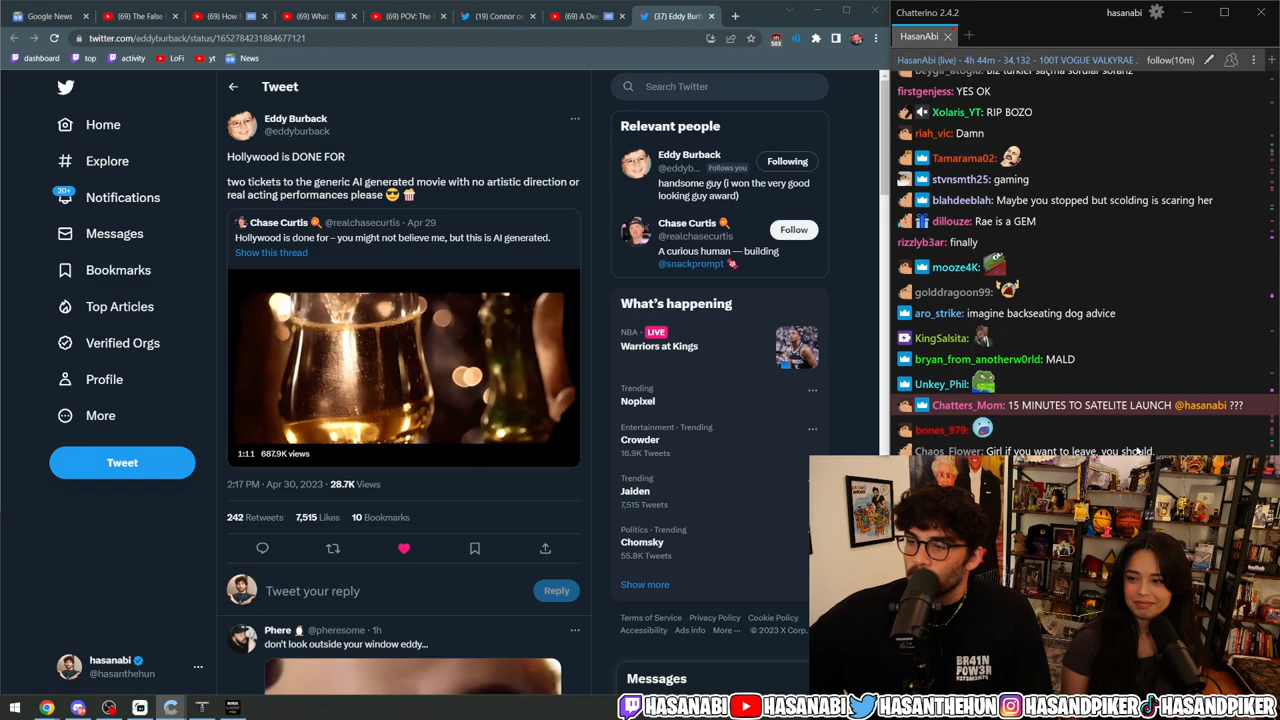 Google News
(69) The False
(69) How
(69) What
(69) POV: The
(19) Connor
(69) A Dee
(37) Eddy Burb
twitter.com/eddyburback/status/1652784231884677121
503
dashboard
top
activity
LoFi
yt
News
Home
Explore
20+
Notifications
Messages
Bookmarks
Top Articles
Verified Orgs
Profile
More
Tweet
hasanabi
@hasanthehun
Tweet
Eddy Burback
@eddyburback
Hollywood is DONE FOR
two tickets to the generic AI generated movie with no artistic direction or
real acting performances please 😎 🍿
Chase Curtis @realchasecurtis · Apr 29
Hollywood is done for – you might not believe me, but this is AI generated.
Show this thread
1:11 687.9K views
2:17 PM · Apr 30, 2023 · 28.7K Views
242 Retweets 7,515 Likes 10 Bookmarks
Tweet your reply
Reply
Phere @pheresome · 1h
don't look outside your window eddy...
Search Twitter
Relevant people
Eddy Burback
@eddyb... Follows you
Following
handsome guy (i won the very good
looking guy award)
Chase Curtis
@realchasecurtis
Follow
A curious human — building
@snackprompt
What's happening
NBA · LIVE
Warriors at Kings
Trending
Nopixel
Entertainment · Trending
Crowder
16.9K Tweets
Trending
Jaiden
7,515 Tweets
Politics · Trending
Chomsky
55.8K Tweets
Show more
Terms of Service Privacy Policy Cookie Policy
Accessibility Ads info More ··· © 2023 X Corp.
Messages
Chatterino 2.4.2
hasanabi
HasanAbi
HasanAbi (live) - 4h 44m - 34,132 - 100T VOGUE VALKYRAE .
follow(10m)
firstgenjess: YES OK
Xolaris_YT: RIP BOZO
riah_vic: Damn
Tamarama02:
stvnsmth25: gaming
blahdeeblah: Maybe you stopped but scolding is scaring her
dillouze: Rae is a GEM
rizzlyb3ar: finally
mooze4K:
golddragoon99:
aro_strike: imagine backseating dog advice
KingSalsita:
bryan_from_anotherw0rld: MALD
Unkey_Phil:
Chatters_Mom: 15 MINUTES TO SATELITE LAUNCH @hasanabi ???
bones_979:
Chaos_Flower: Girl if you want to leave, you should.
BR41N
POW3R
HASANABI
HASANABI
HASANTHEHUN
HASANDPIKER
HASANDPIKER